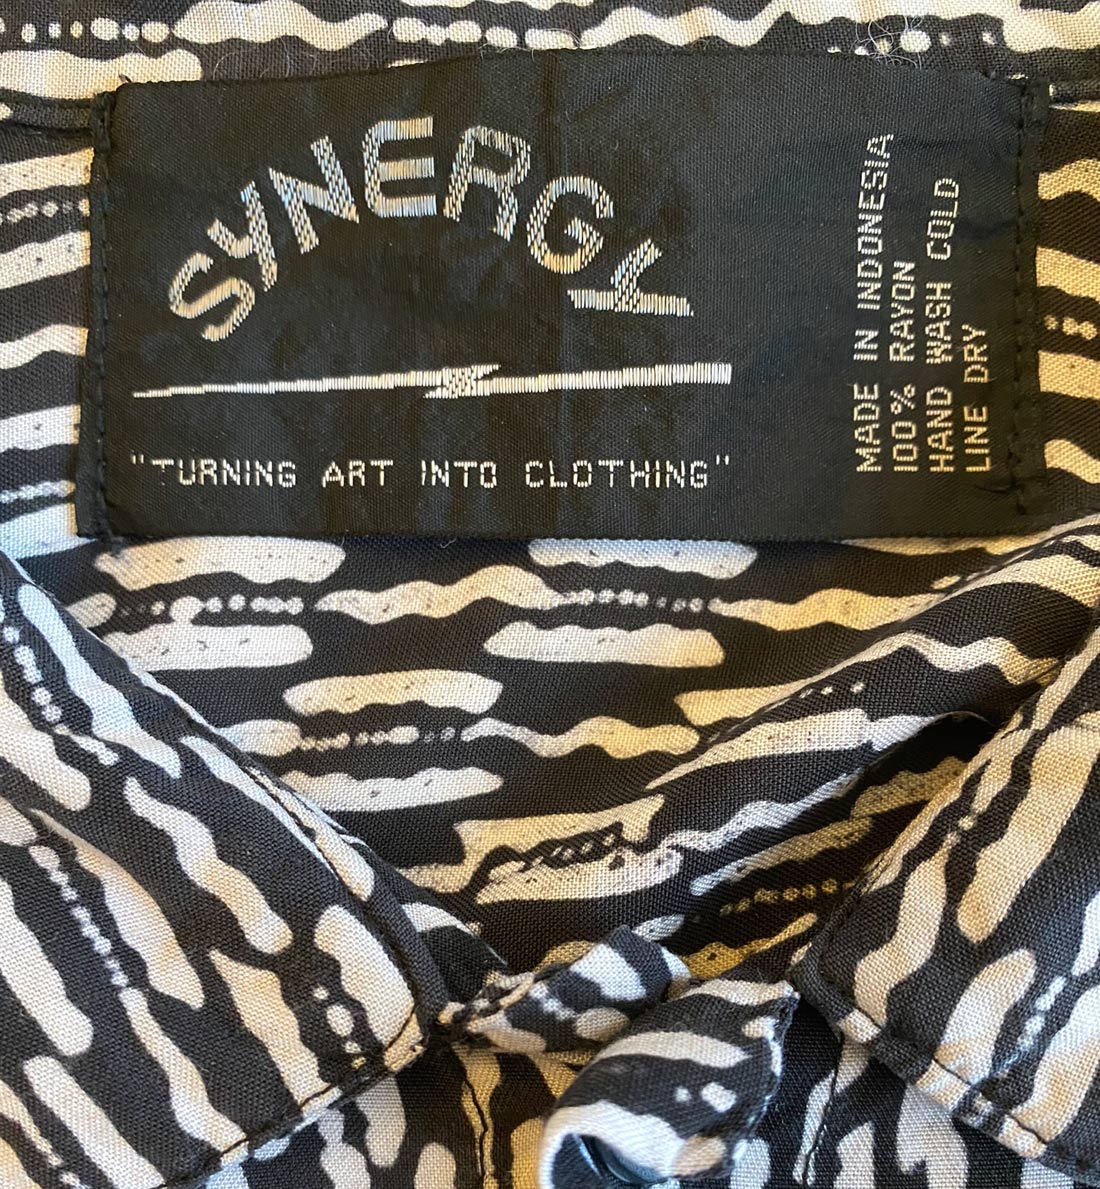 SYNERGY
"TURNING ART INTO CLOTHING"
MADE IN INDONESIA
100% RAYON
HAND WASH COLD
LINE DRY